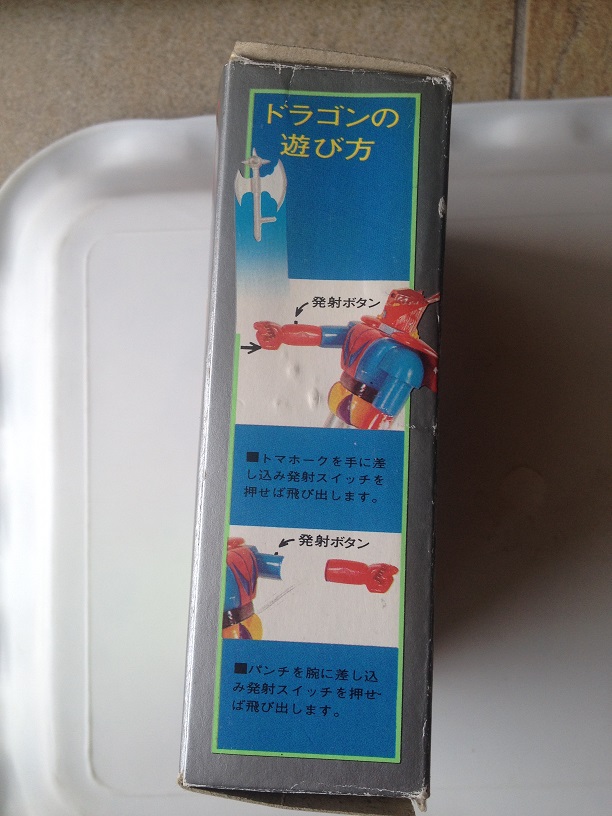 ドラゴンの
遊び方
発射ボタン
■トマホークを手に差
し込み発射スイッチを
押せば飛び出します。
発射ボタン
■パンチを腕に差し込
み発射スイッチを押せ
ば飛び出します。